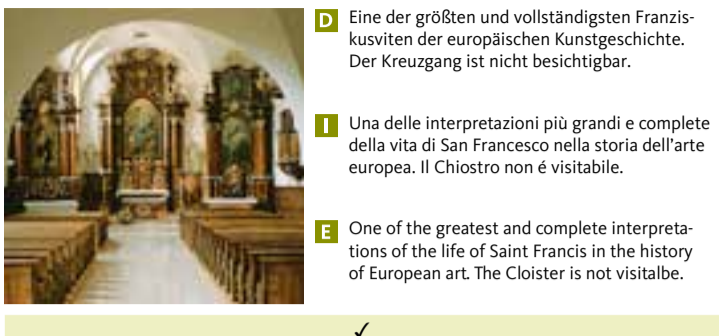 D Eine der größten und vollständigsten Franzis-
kusviten der europäischen Kunstgeschichte.
Der Kreuzgang ist nicht besichtigbar.
I Una delle interpretazioni più grandi e complete
della vita di San Francesco nella storia dell'arte
europea. Il Chiostro non é visitabile.
E One of the greatest and complete interpreta-
tions of the life of Saint Francis in the history
of European art. The Cloister is not visitalbe.
✓